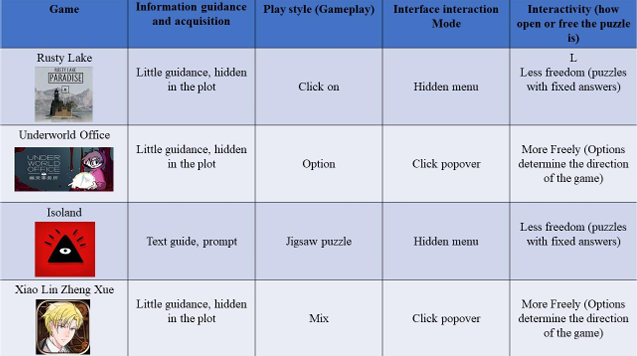 Game
Information guidance
and acquisition
Play style (Gameplay)
Interface interaction
Mode
Interactivity (how
open or free the puzzle
is)
Rusty Lake
RUSTY LAKE
PARADISE
Little guidance, hidden
in the plot
Click on
Hidden menu
L
Less freedom (puzzles
with fixed answers)
Underworld Office
UNDER
WORLD
OFFICE
Little guidance, hidden
in the plot
Option
Click popover
More Freely (Options
determine the direction
of the game)
Isoland
Text guide, prompt
Jigsaw puzzle
Hidden menu
Less freedom (puzzles
with fixed answers)
Xiao Lin Zheng Xue
Little guidance, hidden
in the plot
Mix
Click popover
More Freely (Options
determine the direction
of the game)